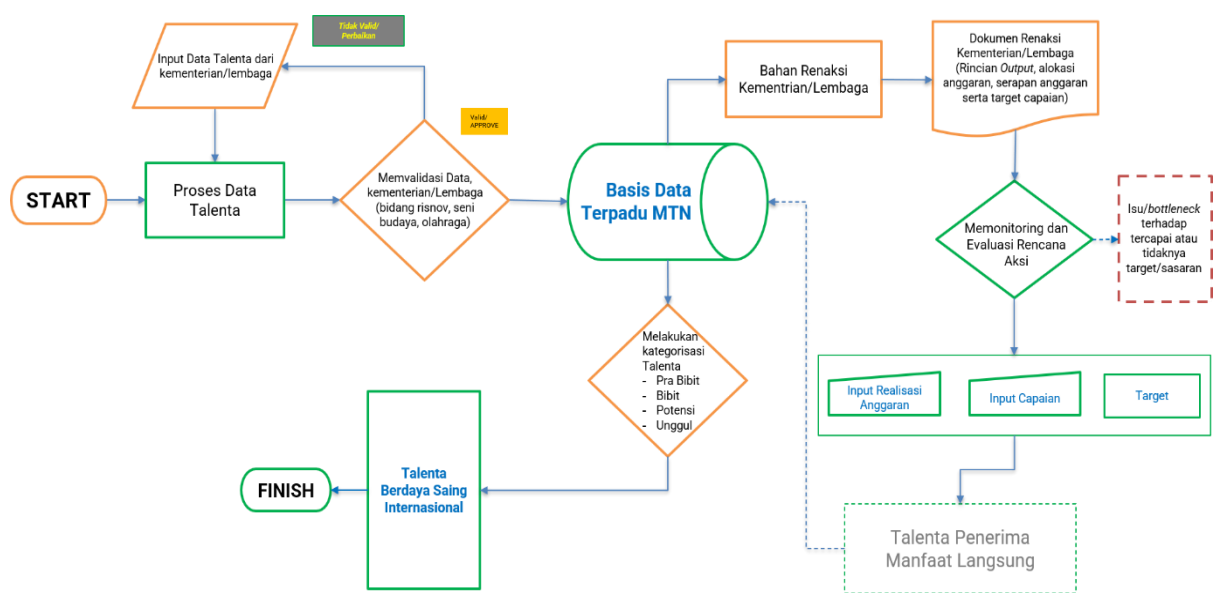 Tidak Valid/
Perbaikan
Input Data Talenta dari
kementerian/lembaga
Valid/
APPROVE
START
Proses Data
Talenta
Memvalidasi Data,
kementerian/Lembaga
(bidang risnov, seni
budaya, olahraga)
Basis Data
Terpadu MTN
Bahan Renaksi
Kementrian/Lembaga
Dokumen Renaksi
Kementerian/Lembaga
(Rincian Output, alokasi
anggaran, serapan anggaran
serta target capaian)
Memonitoring dan
Evaluasi Rencana
Aksi
Isu/bottleneck
terhadap
tercapai atau
tidaknya
target/sasaran
Melakukan
kategorisasi
Talenta
- Pra Bibit
- Bibit
- Potensi
- Unggul
Input Realisasi
Anggaran
Input Capaian
Target
Talenta
Berdaya Saing
Internasional
FINISH
Talenta Penerima
Manfaat Langsung